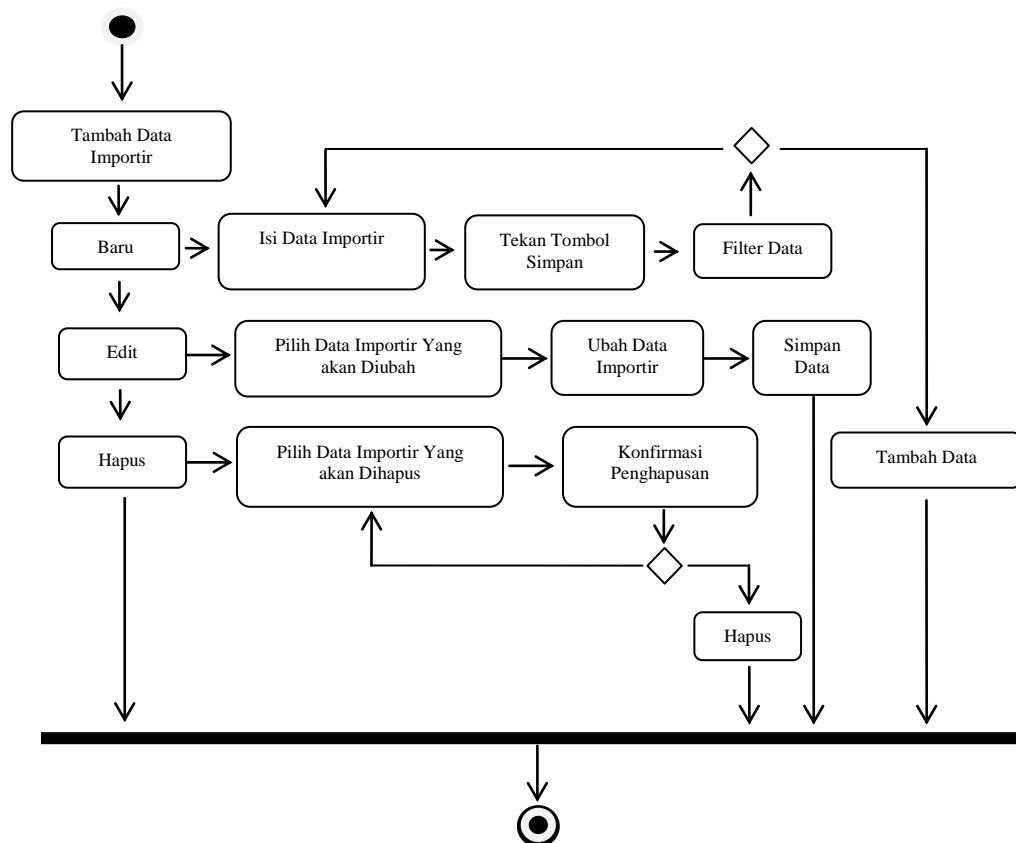 Tambah Data
Importir
Baru
Isi Data Importir
Tekan Tombol
Simpan
Filter Data
Edit
Pilih Data Importir Yang
akan Diubah
Ubah Data
Importir
Simpan
Data
Hapus
Pilih Data Importir Yang
akan Dihapus
Konfirmasi
Penghapusan
Tambah Data
Hapus